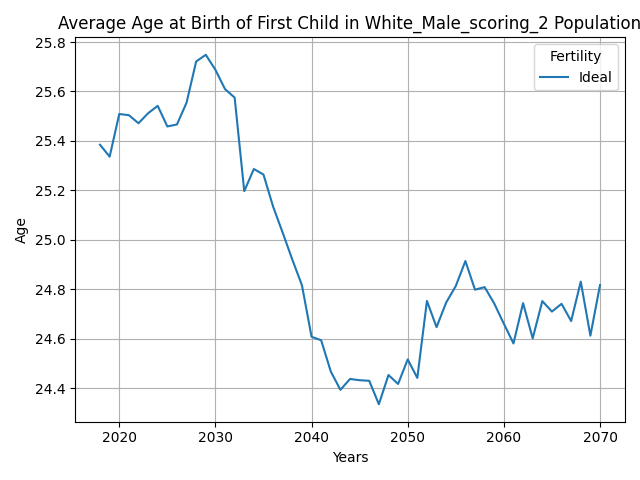 Average Age at Birth of First Child in White_Male_scoring_2 Population
Fertility
Ideal
25.8
25.6
25.4
25.2
25.0
24.8
24.6
24.4
Age
2020 2030 2040 2050 2060 2070
Years